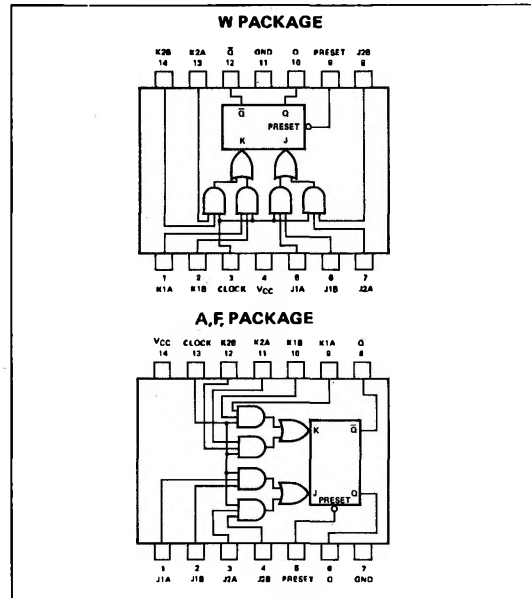 W PACKAGE
K2B K2A Q̄ GND Q PRESET J2B
14 13 12 11 10 9 8
Q̄ Q
PRESET
K J
1 2 3 4 5 6 7
K1A K1B CLOCK VCC J1A J1B J2A
A,F, PACKAGE
VCC CLOCK K2B K2A K1B K1A Q
14 13 12 11 10 9 8
K Q̄
J Q
PRESET
1 2 3 4 5 6 7
J1A J1B J2A J2B PRESET Q GND